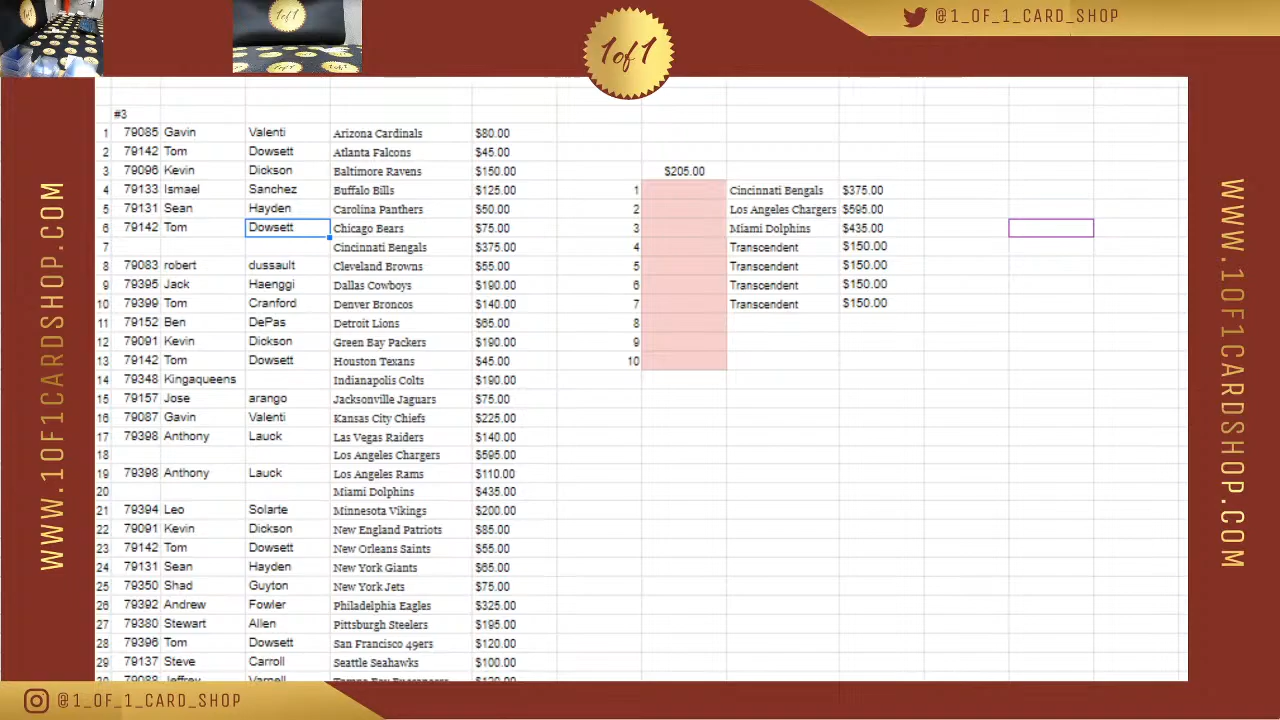 @1_OF_1_CARD_SHOP
1of1
WWW.1OF1CARDSHOP.COM
#3
1 79085 Gavin Valenti Arizona Cardinals $80.00
2 79142 Tom Dowsett Atlanta Falcons $45.00
3 79096 Kevin Dickson Baltimore Ravens $150.00 $205.00
4 79133 Ismael Sanchez Buffalo Bills $125.00 1 Cincinnati Bengals $375.00
5 79131 Sean Hayden Carolina Panthers $50.00 2 Los Angeles Chargers $595.00
6 79142 Tom Dowsett Chicago Bears $75.00 3 Miami Dolphins $435.00
7 Cincinnati Bengals $375.00 4 Transcendent $150.00
8 79083 robert dussault Cleveland Browns $55.00 5 Transcendent $150.00
9 79395 Jack Haenggi Dallas Cowboys $190.00 6 Transcendent $150.00
10 79399 Tom Cranford Denver Broncos $140.00 7 Transcendent $150.00
11 79152 Ben DePas Detroit Lions $65.00 8
12 79091 Kevin Dickson Green Bay Packers $190.00 9
13 79142 Tom Dowsett Houston Texans $45.00 10
14 79348 Kingaqueens Indianapolis Colts $190.00
15 79157 Jose arango Jacksonville Jaguars $75.00
16 79087 Gavin Valenti Kansas City Chiefs $225.00
17 79398 Anthony Lauck Las Vegas Raiders $140.00
18 Los Angeles Chargers $595.00
19 79398 Anthony Lauck Los Angeles Rams $110.00
20 Miami Dolphins $435.00
21 79394 Leo Solarte Minnesota Vikings $200.00
22 79091 Kevin Dickson New England Patriots $85.00
23 79142 Tom Dowsett New Orleans Saints $55.00
24 79131 Sean Hayden New York Giants $65.00
25 79350 Shad Guyton New York Jets $75.00
26 79392 Andrew Fowler Philadelphia Eagles $325.00
27 79380 Stewart Allen Pittsburgh Steelers $195.00
28 79396 Tom Dowsett San Francisco 49ers $120.00
29 79137 Steve Carroll Seattle Seahawks $100.00
30 79088 Jeffrey Varnell Tampa Bay Buccaneers $120.00
WWW.1OF1CARDSHOP.COM
@1_OF_1_CARD_SHOP